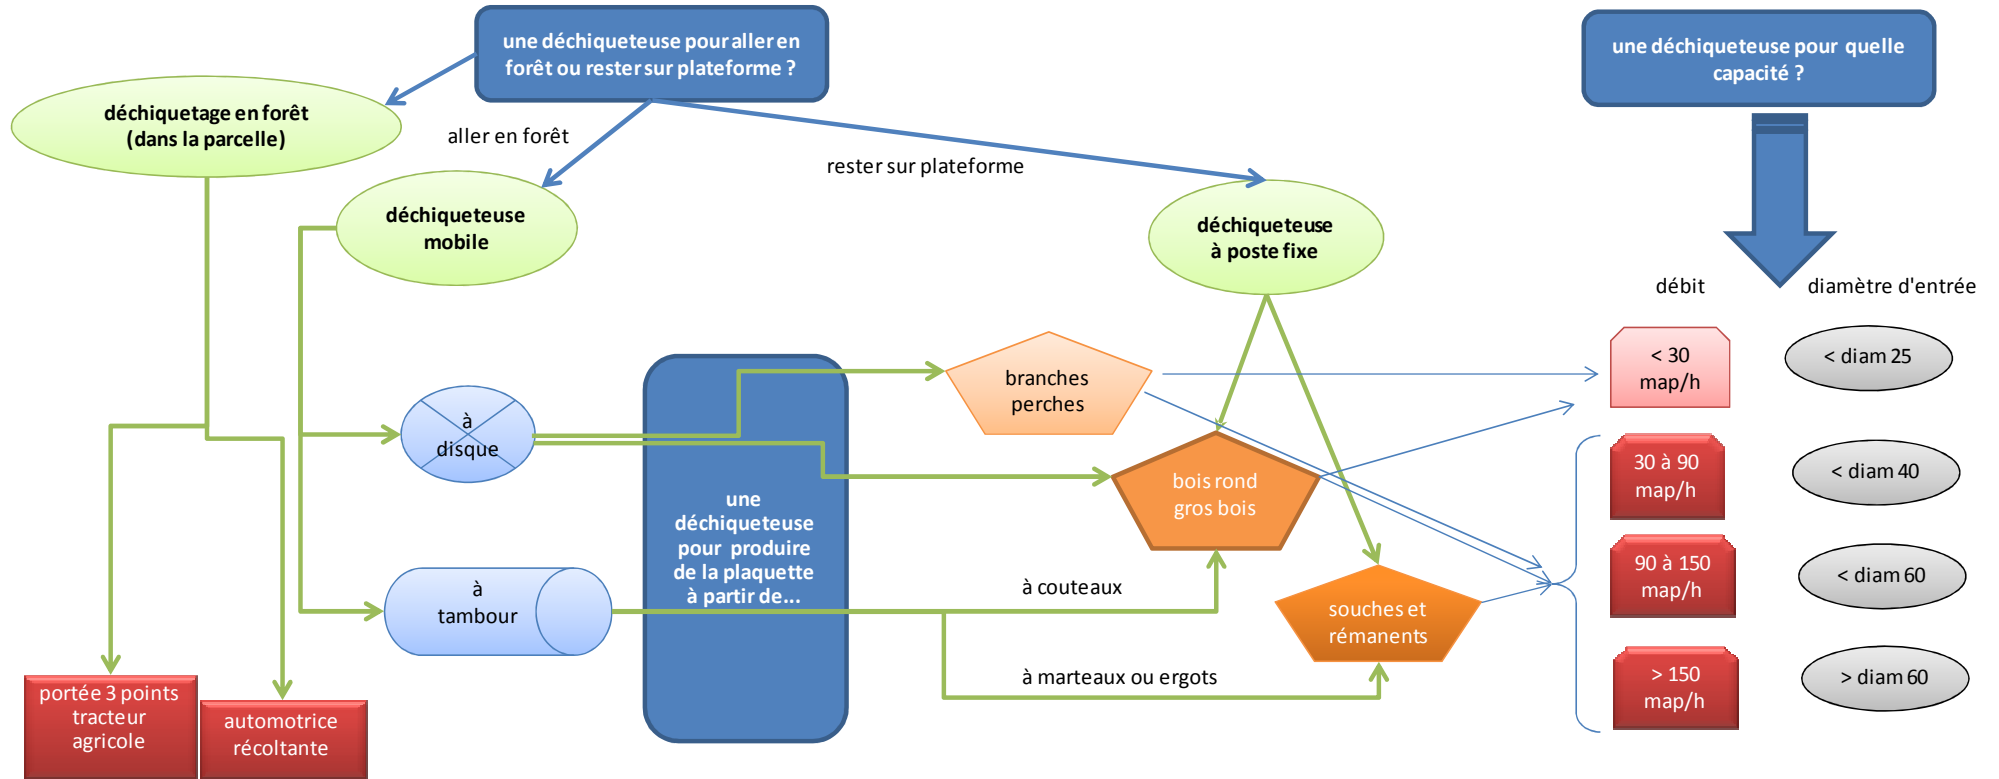 une déchiqueteuse pour aller en
forêt ou rester sur plateforme ?
une déchiqueteuse pour quelle
capacité ?
déchiquetage en forêt
(dans la parcelle)
aller en forêt
rester sur plateforme
déchiqueteuse
mobile
déchiqueteuse
à poste fixe
débit
diamètre d'entrée
< 30
map/h
< diam 25
branches
perches
à
disque
30 à 90
map/h
< diam 40
bois rond
gros bois
une
déchiqueteuse
pour produire
de la plaquette
à partir de...
90 à 150
map/h
< diam 60
à
tambour
à couteaux
souches et
rémanents
à marteaux ou ergots
> 150
map/h
> diam 60
portée 3 points
tracteur
agricole
automotrice
récoltante